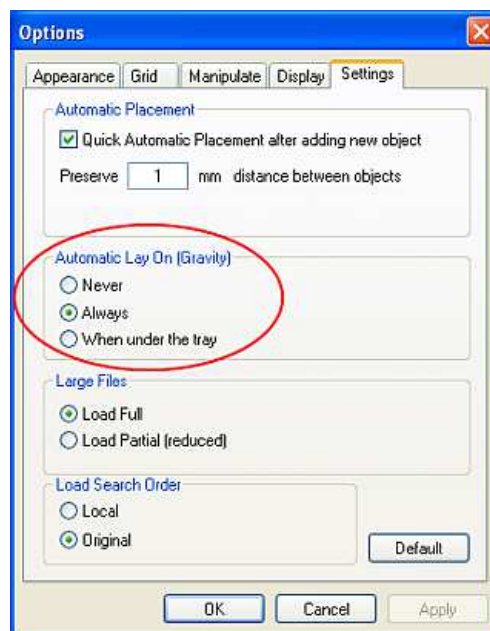 Options
Appearance Grid Manipulate Display Settings
Automatic Placement
Quick Automatic Placement after adding new object
Preserve 1 mm distance between objects
Automatic Lay On (Gravity)
Never
Always
When under the tray
Large Files
Load Full
Load Partial (reduced)
Load Search Order
Local
Original
Default
OK Cancel Apply